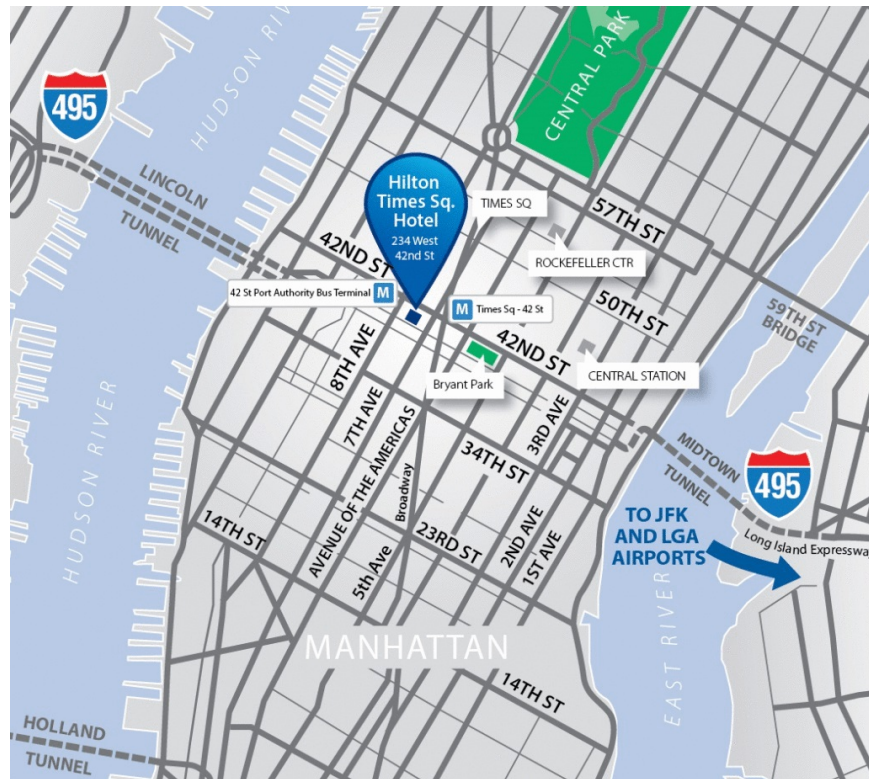 HUDSON RIVER
CENTRAL PARK
495
LINCOLN
TUNNEL
Hilton
Times Sq.
Hotel
234 West
42nd St
TIMES SQ
57TH ST
ROCKEFELLER CTR
42ND ST
42 St Port Authority Bus Terminal M
M Times Sq - 42 St
50TH ST
59TH ST
BRIDGE
42ND ST
CENTRAL STATION
Bryant Park
8TH AVE
7TH AVE
3RD AVE
HUDSON RIVER
AVENUE OF THE AMERICAS
34TH ST
MIDTOWN
TUNNEL
495
Broadway
14TH ST
23RD ST
2ND AVE
1ST AVE
5th Ave
TO JFK
AND LGA
AIRPORTS
Long Island Expressway
MANHATTAN
EAST RIVER
14TH ST
HOLLAND
TUNNEL